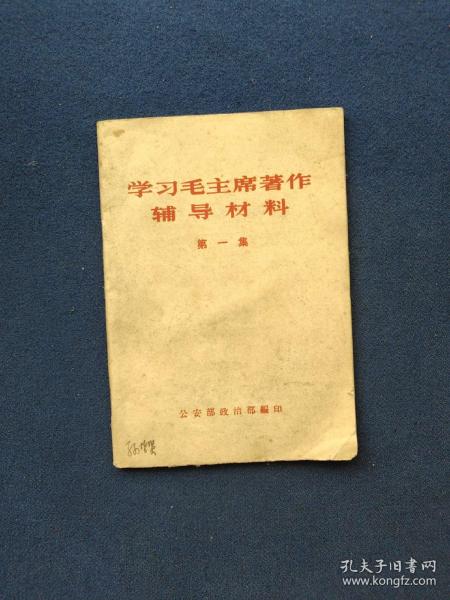 学习毛主席著作
辅导材料
第一集
公安部政治部編印
孔夫子旧书网
www.kongfz.com